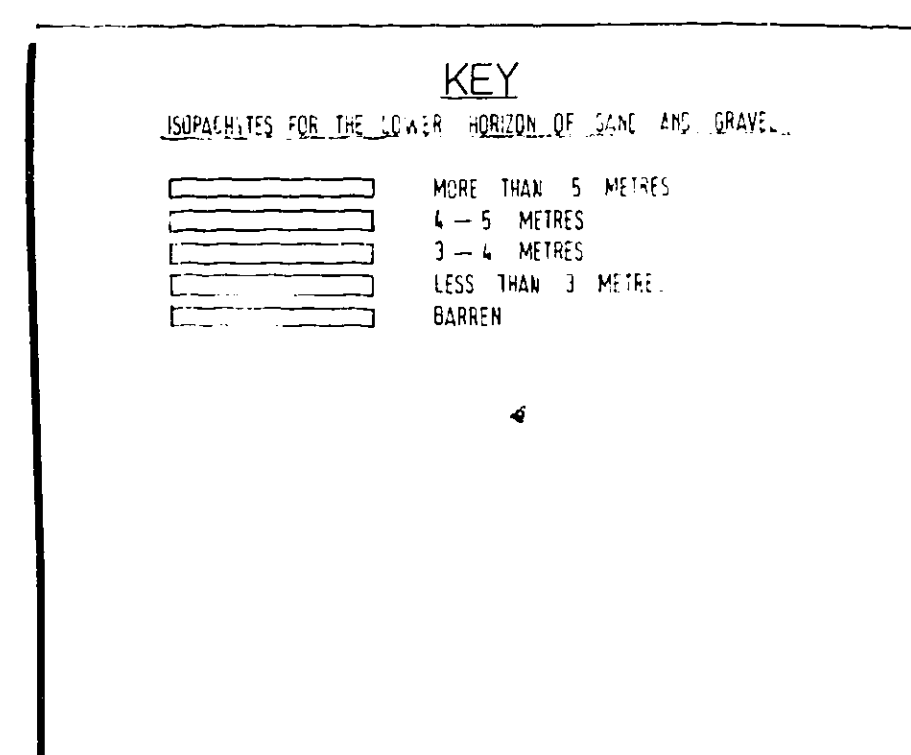 KEY
ISOPACHYTES FOR THE LOWER HORIZON OF SAND AND GRAVEL
MORE THAN 5 METRES
4 — 5 METRES
3 — 4 METRES
LESS THAN 3 METRE
BARREN